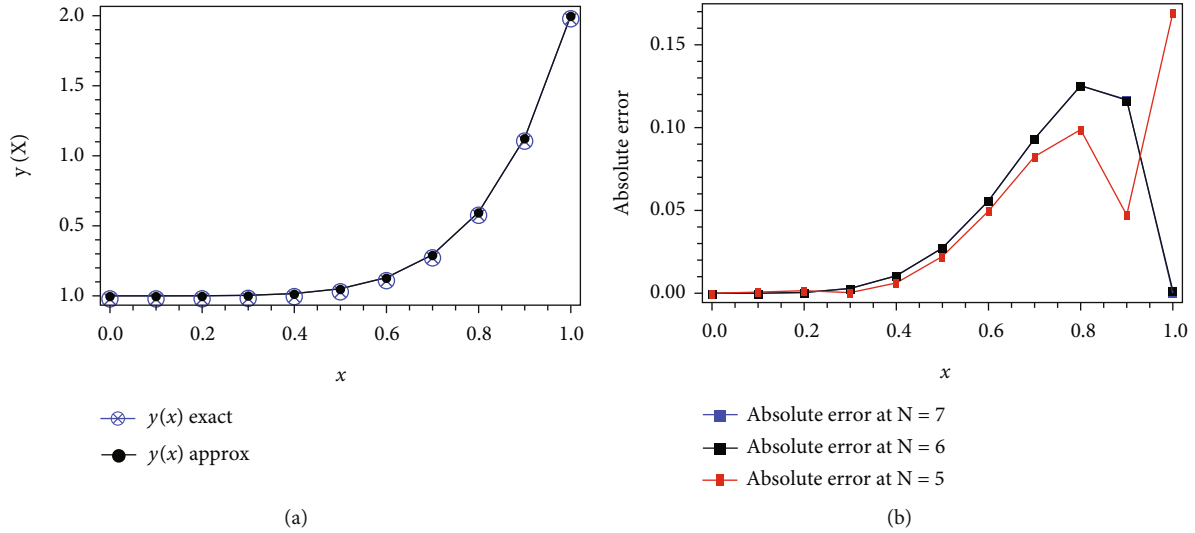 2.0
1.5
1.0
0.5
1.0
y (X)
0.0 0.2 0.4 0.6 0.8 1.0
x
y(x) exact
y(x) approx
(a)
0.15
0.10
0.05
0.00
Absolute error
0.0 0.2 0.4 0.6 0.8 1.0
x
Absolute error at N = 7
Absolute error at N = 6
Absolute error at N = 5
(b)